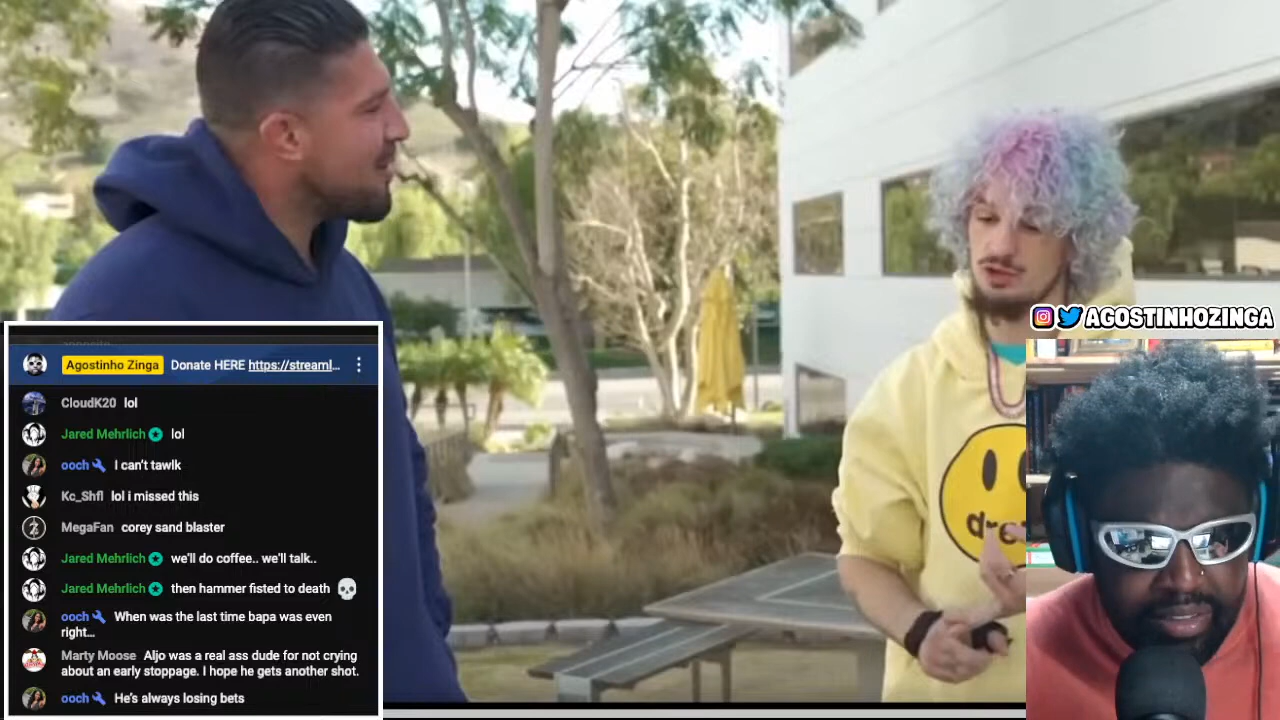 AGOSTINHOZINGA
Agostinho Zinga Donate HERE https://streaml...
CloudK20 lol
Jared Mehrlich lol
ooch I can't tawlk
Kc_Shfl lol i missed this
MegaFan corey sand blaster
Jared Mehrlich we'll do coffee.. we'll talk..
Jared Mehrlich then hammer fisted to death
ooch When was the last time bapa was even
right...
Marty Moose Aljo was a real ass dude for not crying
about an early stoppage. I hope he gets another shot.
ooch He's always losing bets